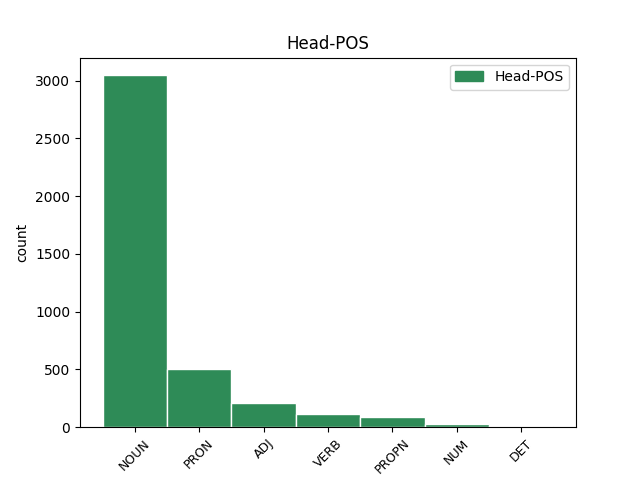 Head-POS
Head-POS
3000
2500
2000
1500
1000
500
0
count
NOUN
PRON
ADJ
VERB
PROPN
NUM
DET